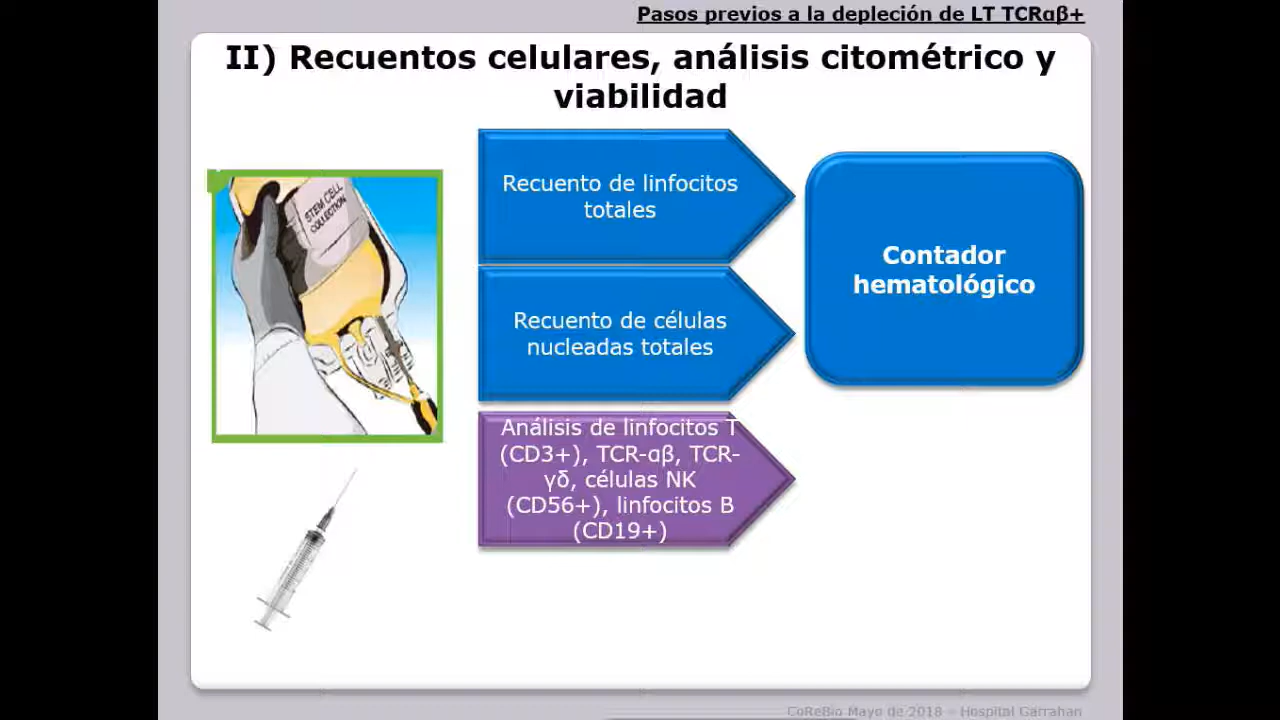 Pasos previos a la depleción de LT TCRαβ+
II) Recuentos celulares, análisis citométrico y
viabilidad
STEM CELL
COLLECTION
Recuento de linfocitos
totales
Recuento de células
nucleadas totales
Análisis de linfocitos T
(CD3+), TCR-αβ, TCR-
γδ, células NK
(CD56+), linfocitos B
(CD19+)
Contador
hematológico
CoReBio Mayo de 2018 – Hospital Garrahan